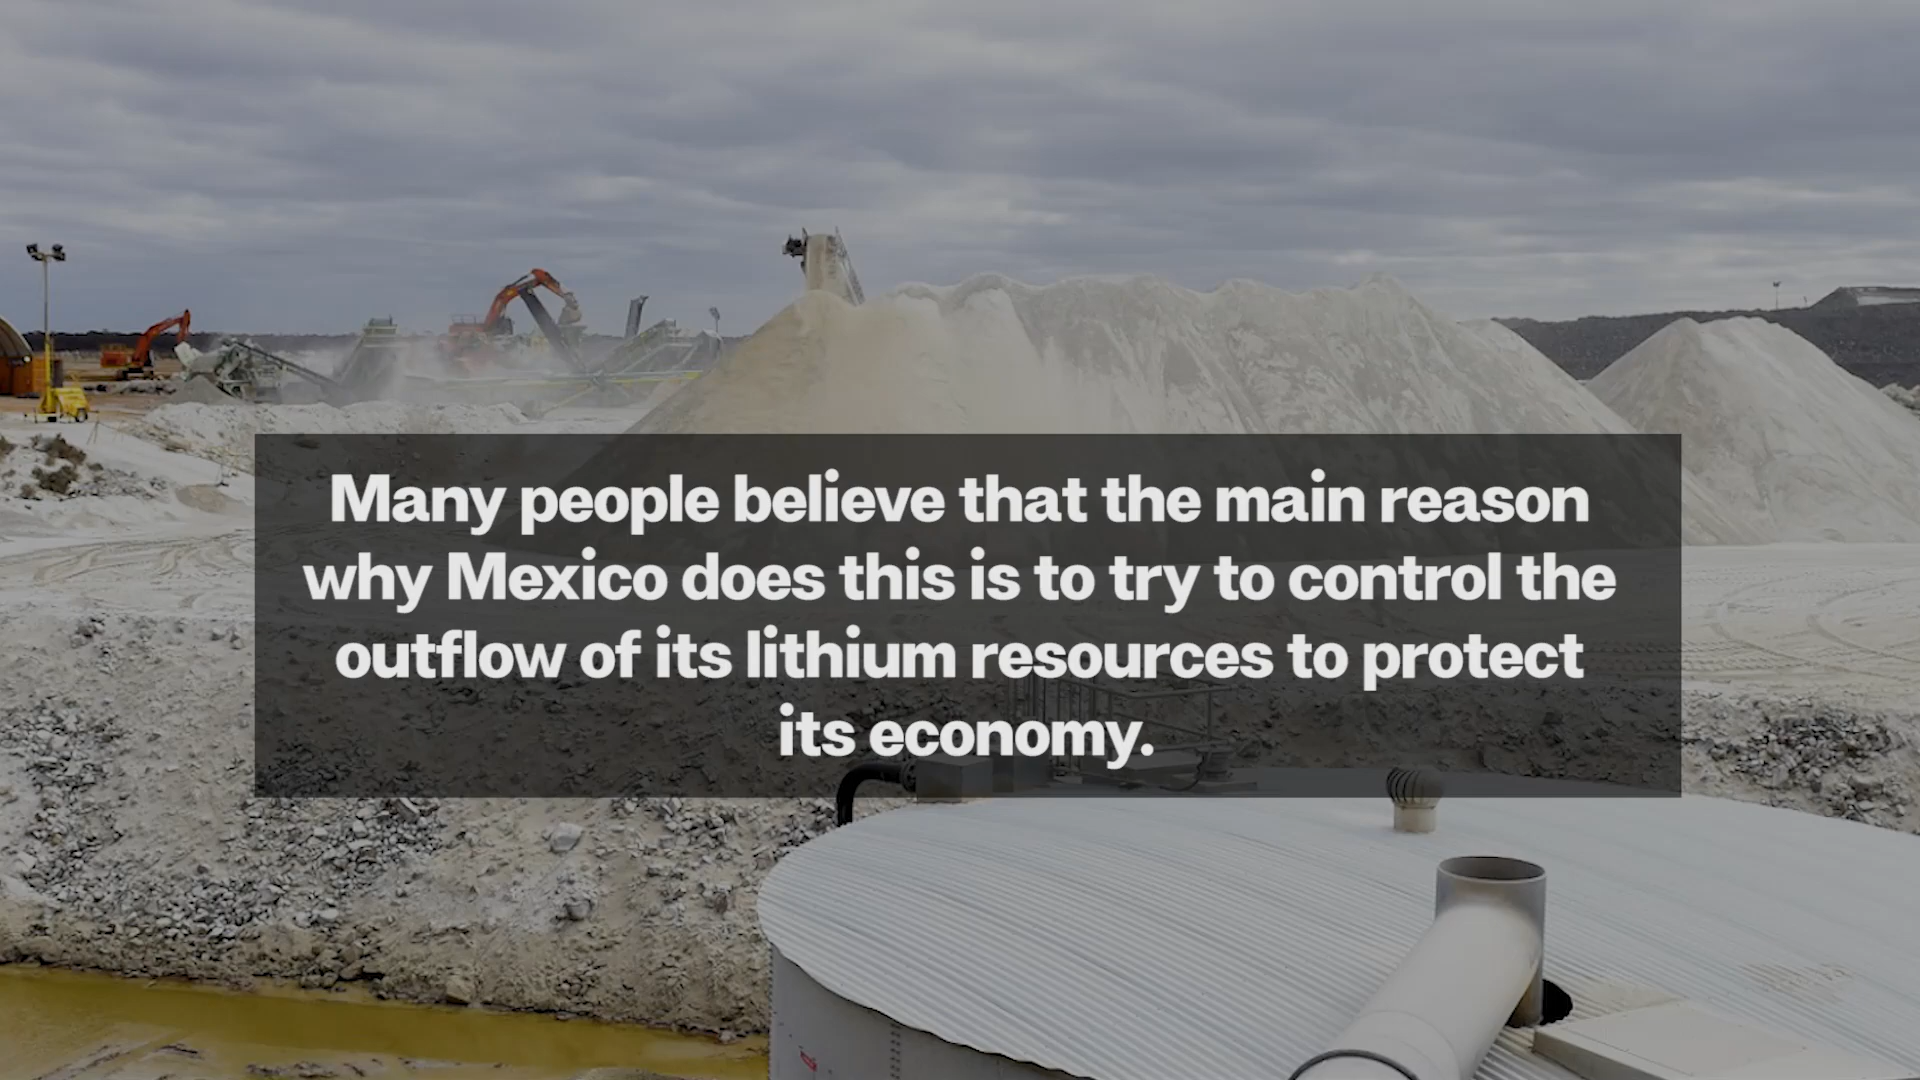 Many people believe that the main reason
why Mexico does this is to try to control the
outflow of its lithium resources to protect
its economy.